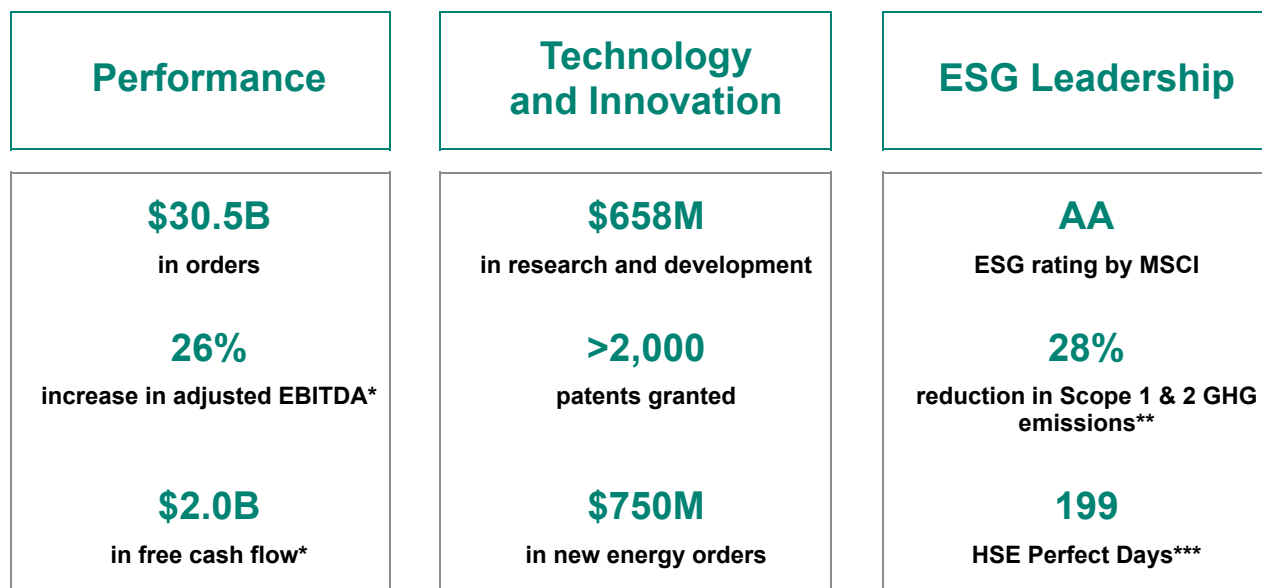 Performance
Technology
and Innovation
ESG Leadership
$30.5B
in orders
26%
increase in adjusted EBITDA*
$2.0B
in free cash flow*
$658M
in research and development
>2,000
patents granted
$750M
in new energy orders
AA
ESG rating by MSCI
28%
reduction in Scope 1 & 2 GHG
emissions**
199
HSE Perfect Days***